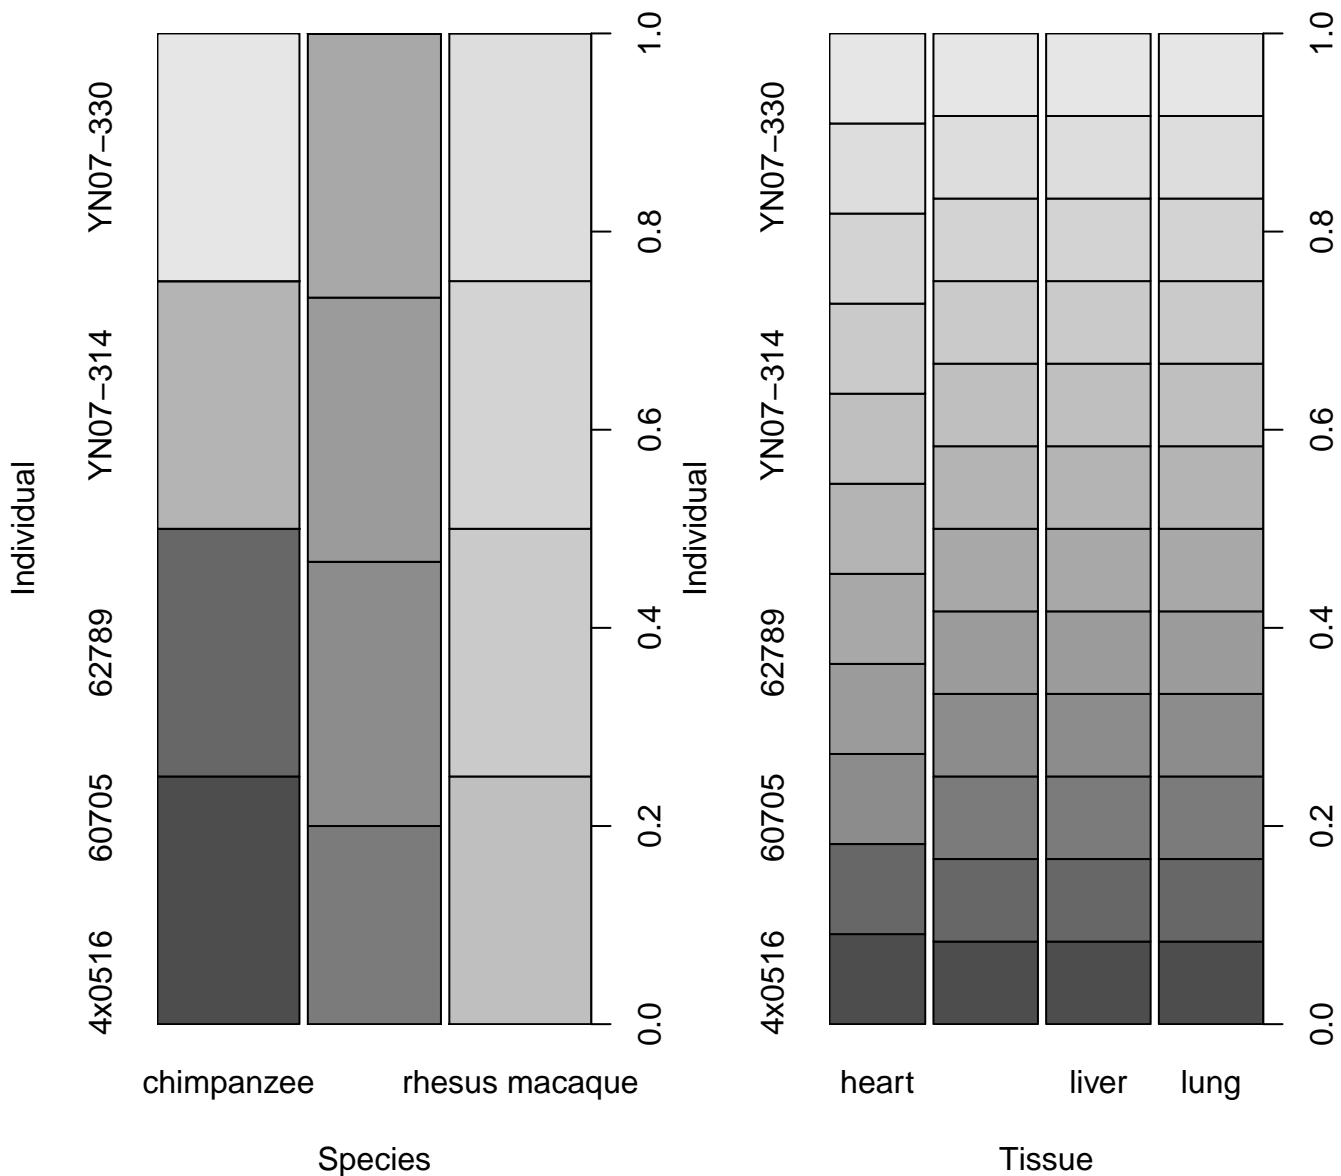 Individual
4x0516
60705
62789
YN07−314
YN07−330
0.0
0.2
0.4
0.6
0.8
1.0
chimpanzee
rhesus macaque
Species
Individual
4x0516
60705
62789
YN07−314
YN07−330
0.0
0.2
0.4
0.6
0.8
1.0
heart
liver
lung
Tissue